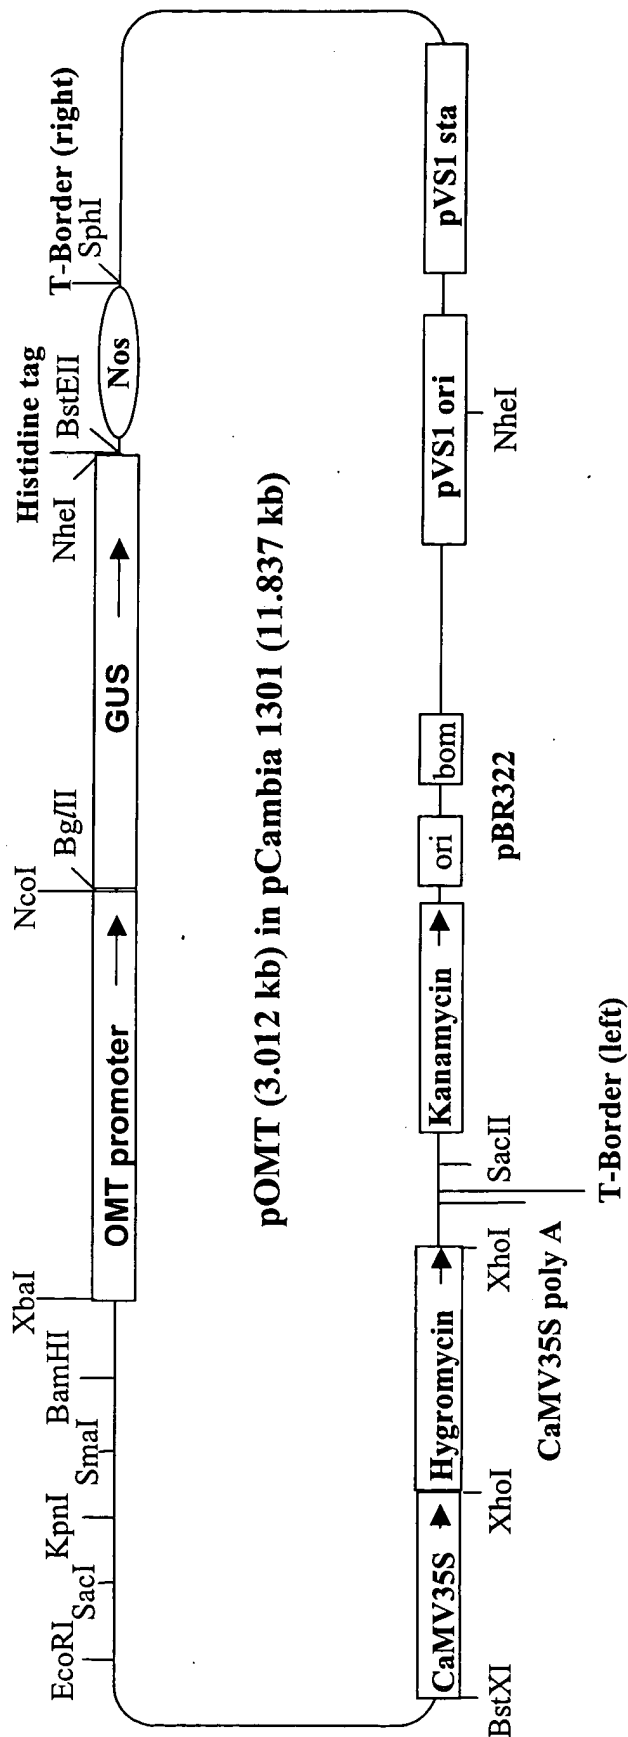 EcoRI
SacI
KpnI
SmaI
BamHI
XbaI
NcoI
BglII
NheI
Histidine tag
BstEII
T-Border (right)
SphI
OMT promoter
GUS
Nos
pOMT (3.012 kb) in pCambia 1301 (11.837 kb)
CaMV35S
Hygromycin
Kanamycin
ori
bom
pVS1 ori
pVS1 sta
BstXI
XhoI
XhoI
SacII
pBR322
NheI
CaMV35S poly A
T-Border (left)